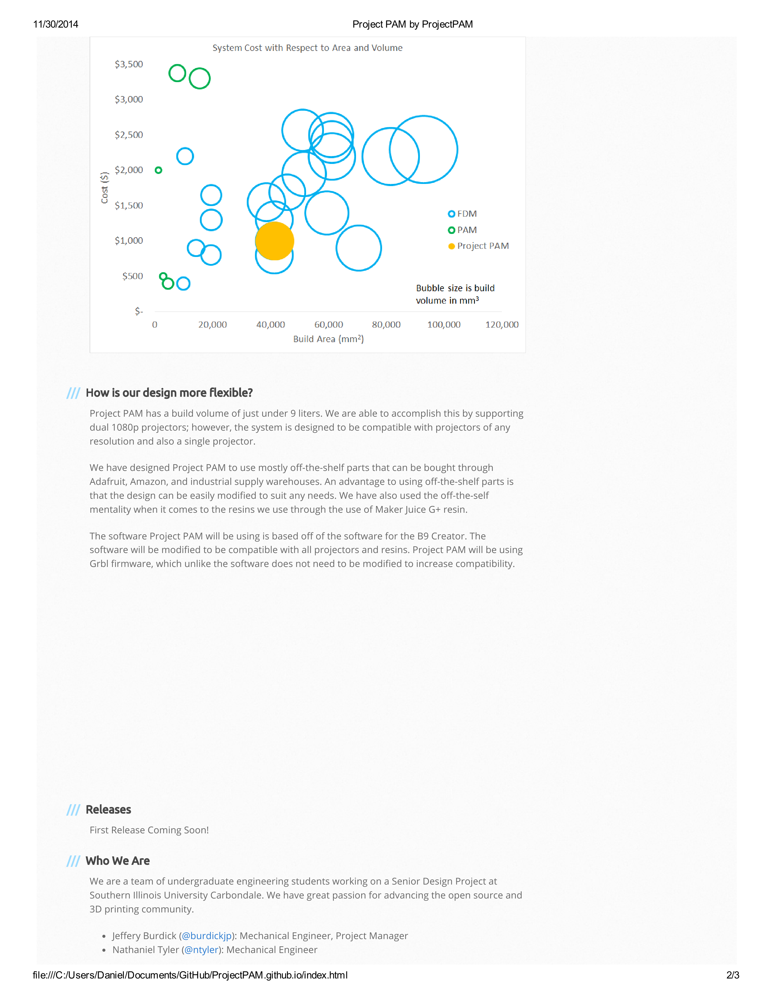 11/30/2014
Project PAM by ProjectPAM
System Cost with Respect to Area and Volume
$3,500
$3,000
$2,500
$2,000
$1,500
$1,000
$500
$-
Cost ($)
0
20,000
40,000
60,000
80,000
100,000
120,000
Build Area (mm²)
FDM
PAM
Project PAM
Bubble size is build
volume in mm³
/// How is our design more flexible?
Project PAM has a build volume of just under 9 liters. We are able to accomplish this by supporting
dual 1080p projectors; however, the system is designed to be compatible with projectors of any
resolution and also a single projector.
We have designed Project PAM to use mostly off-the-shelf parts that can be bought through
Adafruit, Amazon, and industrial supply warehouses. An advantage to using off-the-shelf parts is
that the design can be easily modified to suit any needs. We have also used the off-the-self
mentality when it comes to the resins we use through the use of Maker Juice G+ resin.
The software Project PAM will be using is based off of the software for the B9 Creator. The
software will be modified to be compatible with all projectors and resins. Project PAM will be using
Grbl firmware, which unlike the software does not need to be modified to increase compatibility.
/// Releases
First Release Coming Soon!
/// Who We Are
We are a team of undergraduate engineering students working on a Senior Design Project at
Southern Illinois University Carbondale. We have great passion for advancing the open source and
3D printing community.
• Jeffery Burdick (@burdickjp): Mechanical Engineer, Project Manager
• Nathaniel Tyler (@ntyler): Mechanical Engineer
file:///C:/Users/Daniel/Documents/GitHub/ProjectPAM.github.io/index.html
2/3